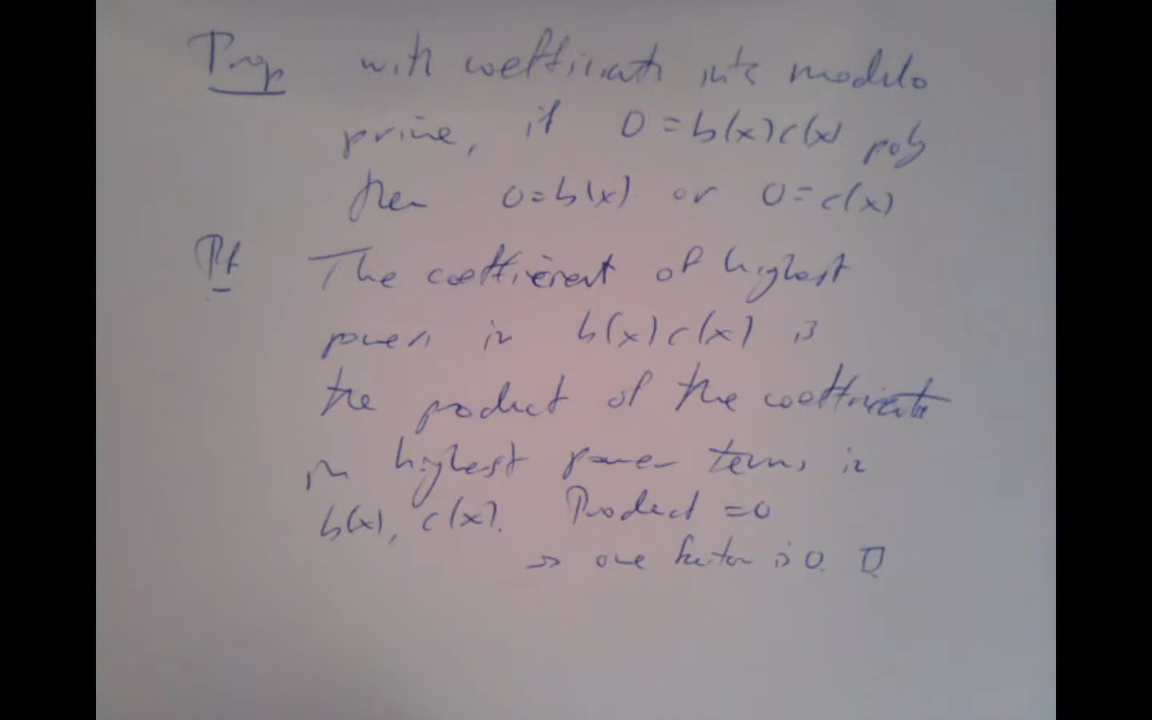 Prop with coefficients ints modulo
prime, if 0 = b(x)c(x) poly
then 0=b(x) or 0=c(x)
Pf The coefficient of highest
power in b(x)c(x) is
the product of the coefficients
in highest power terms in
b(x), c(x). Product =0
⇒ one factor is 0. □